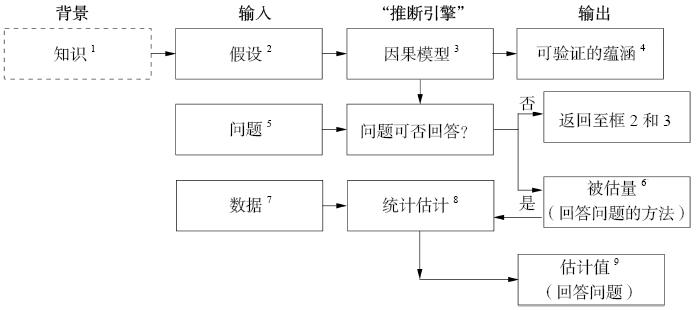 背景 输入 “推断引擎” 输出
知识 1 假设 2 因果模型 3 可验证的蕴涵 4
否
问题 5 问题可否回答？ 返回至框 2 和 3
数据 7 统计估计 8 是 被估量 6
（回答问题的方法）
估计值 9
（回答问题）